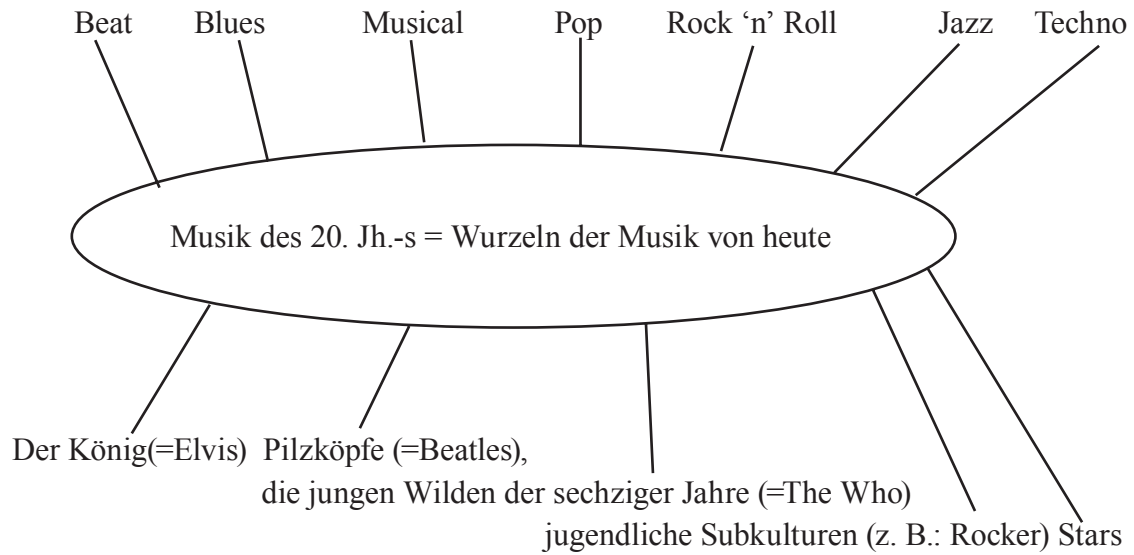 Beat Blues Musical Pop Rock ‘n’ Roll Jazz Techno
Musik des 20. Jh.-s = Wurzeln der Musik von heute
Der König(=Elvis) Pilzköpfe (=Beatles),
die jungen Wilden der sechziger Jahre (=The Who)
jugendliche Subkulturen (z. B.: Rocker) Stars